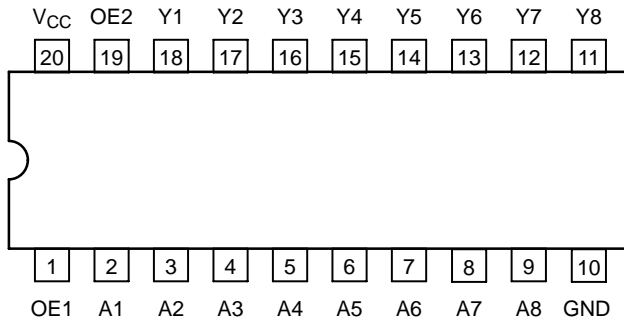 VCC OE2 Y1 Y2 Y3 Y4 Y5 Y6 Y7 Y8
20 19 18 17 16 15 14 13 12 11
1 2 3 4 5 6 7 8 9 10
OE1 A1 A2 A3 A4 A5 A6 A7 A8 GND